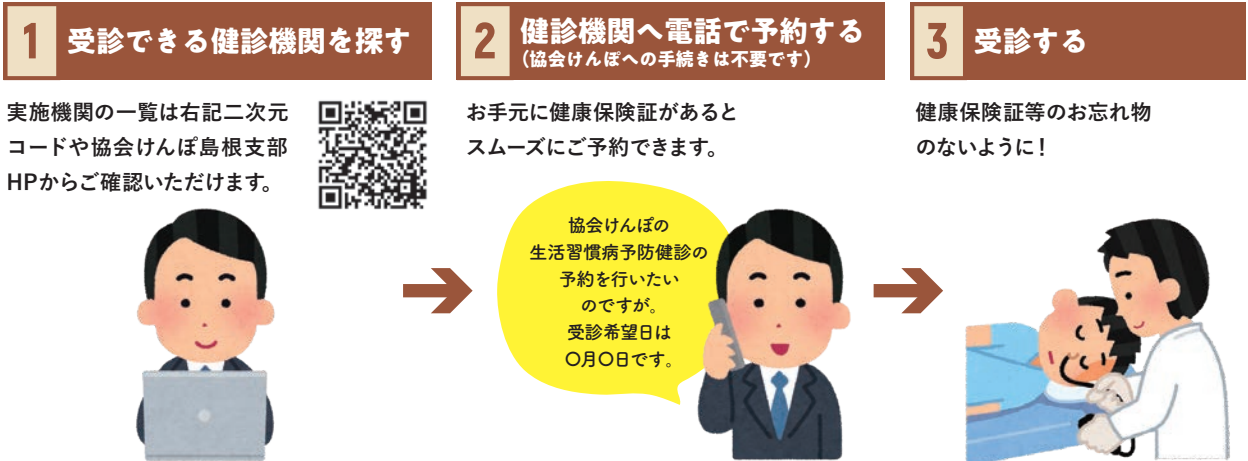 1 受診できる健診機関を探す
実施機関の一覧は右記二次元
コードや協会けんぽ島根支部
HPからご確認いただけます。
2 健診機関へ電話で予約する
(協会けんぽへの手続きは不要です)
お手元に健康保険証があると
スムーズにご予約できます。
協会けんぽの
生活習慣病予防健診の
予約を行いたい
のですが。
受診希望日は
〇月〇日です。
3 受診する
健康保険証等のお忘れ物
のないように!